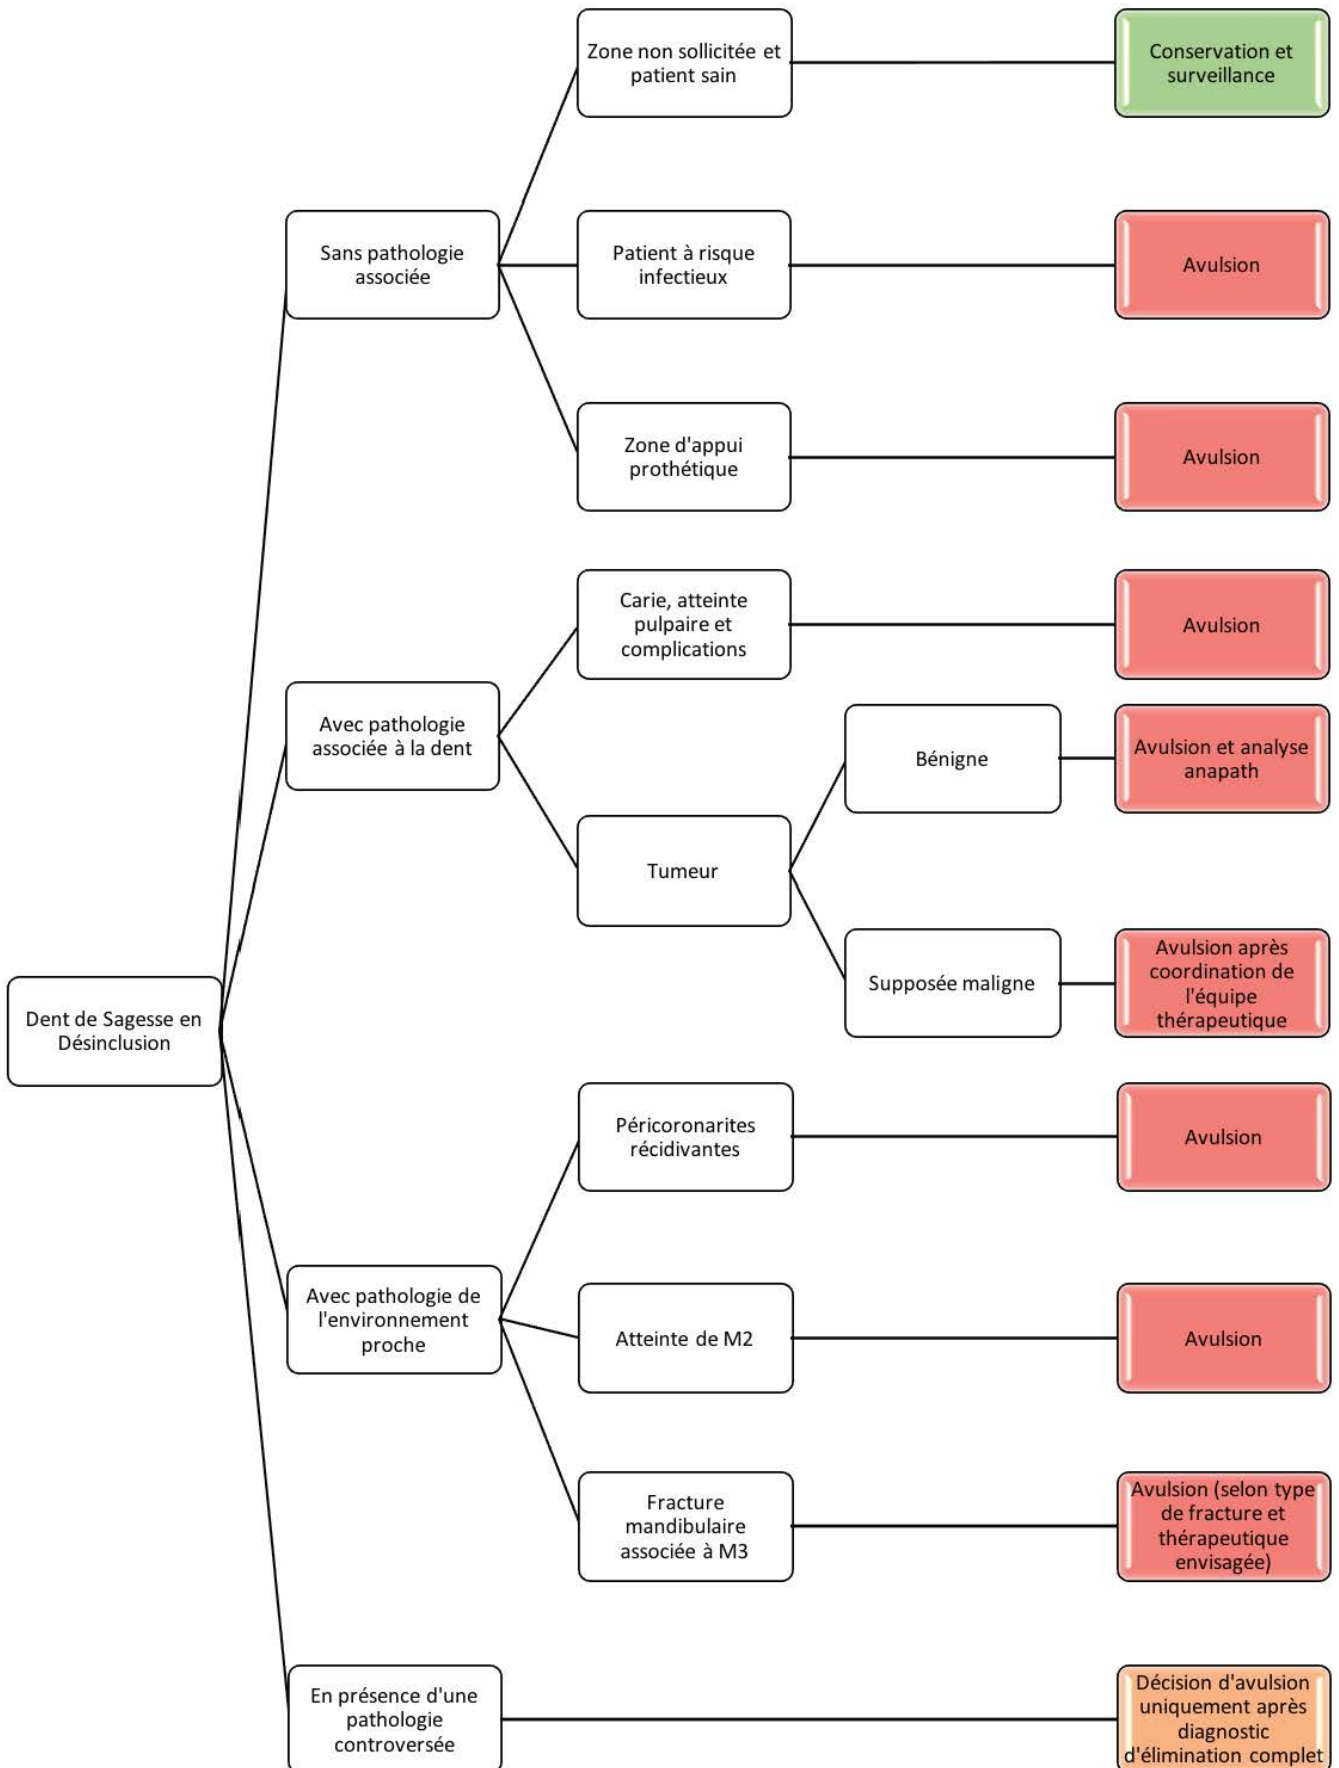 Zone non sollicitée et
patient sain
Conservation et
surveillance
Sans pathologie
associée
Patient à risque
infectieux
Avulsion
Zone d'appui
prothétique
Avulsion
Carie, atteinte
pulpaire et
complications
Avulsion
Avec pathologie
associée à la dent
Bénigne
Avulsion et analyse
anapath
Tumeur
Supposée maligne
Avulsion après
coordination de
l'équipe
thérapeutique
Dent de Sagesse en
Désinclusion
Péricoronarites
récidivantes
Avulsion
Avec pathologie de
l'environnement
proche
Atteinte de M2
Avulsion
Fracture
mandibulaire
associée à M3
Avulsion (selon type
de fracture et
thérapeutique
envisagée)
En présence d'une
pathologie
controversée
Décision d'avulsion
uniquement après
diagnostic
d'élimination complet